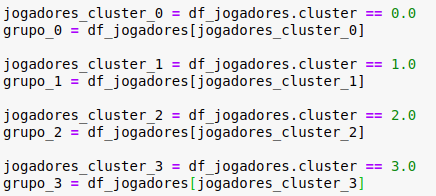 jogadores_cluster_0 = df_jogadores.cluster == 0.0
grupo_0 = df_jogadores[jogadores_cluster_0]
jogadores_cluster_1 = df_jogadores.cluster == 1.0
grupo_1 = df_jogadores[jogadores_cluster_1]
jogadores_cluster_2 = df_jogadores.cluster == 2.0
grupo_2 = df_jogadores[jogadores_cluster_2]
jogadores_cluster_3 = df_jogadores.cluster == 3.0
grupo_3 = df_jogadores[jogadores_cluster_3]